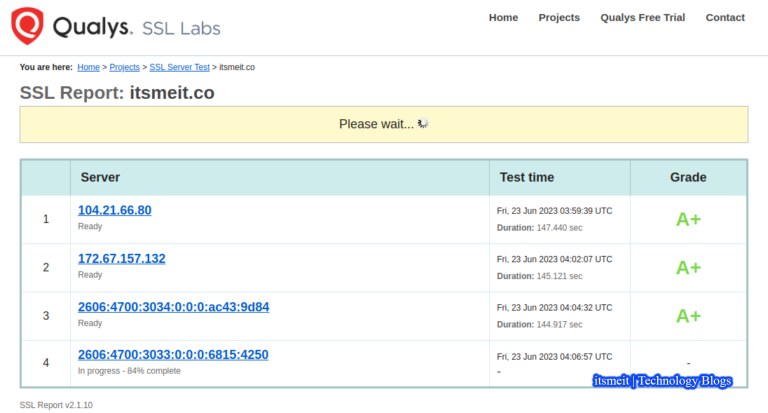 Qualys. SSL Labs
Home Projects Qualys Free Trial Contact
You are here: Home > Projects > SSL Server Test > itsmeit.co
SSL Report: itsmeit.co
Please wait...
Server Test time Grade
1 104.21.66.80 Fri, 23 Jun 2023 03:59:39 UTC A+
Ready Duration: 147.440 sec
2 172.67.157.132 Fri, 23 Jun 2023 04:02:07 UTC A+
Ready Duration: 145.121 sec
3 2606:4700:3034:0:0:0:ac43:9d84 Fri, 23 Jun 2023 04:04:32 UTC A+
Ready Duration: 144.917 sec
4 2606:4700:3033:0:0:0:6815:4250 Fri, 23 Jun 2023 04:06:57 UTC -
In progress - 84% complete -
itsmeit | Technology Blogs
SSL Report v2.1.10